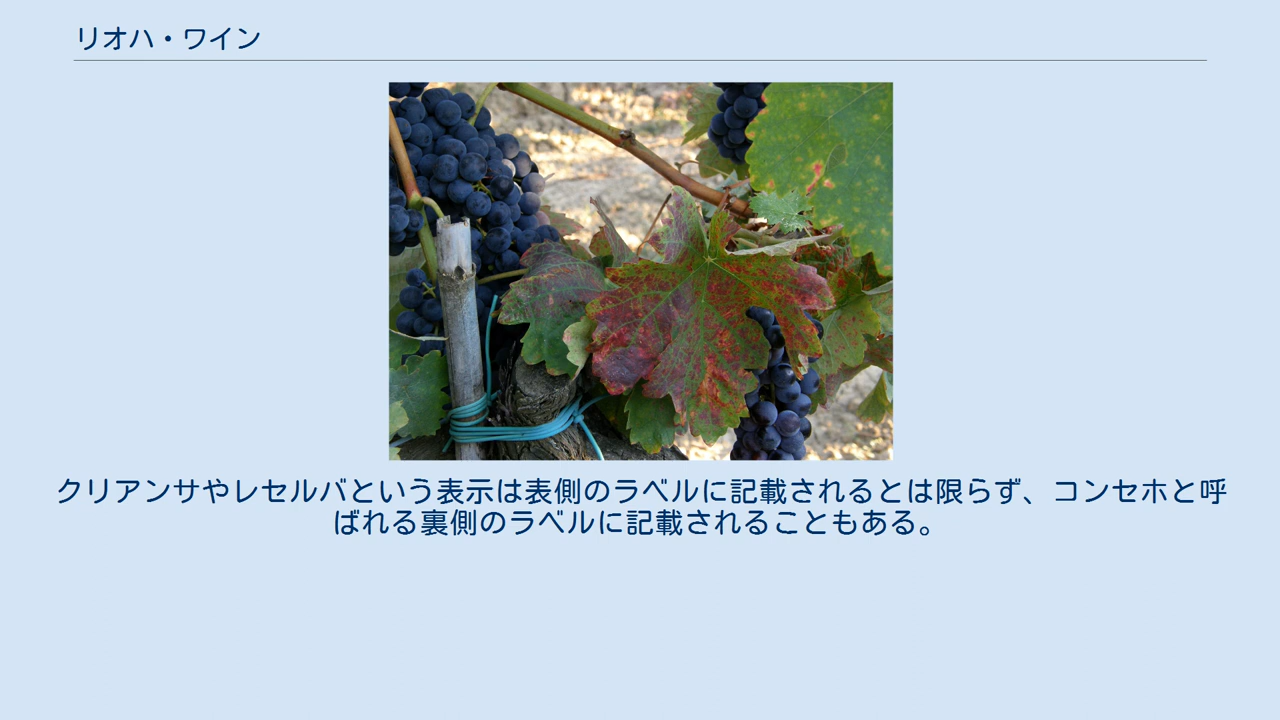 リオハ・ワイン
クリアンサやレセルバという表示は表側のラベルに記載されるとは限らず、コンセホと呼
ばれる裏側のラベルに記載されることもある。